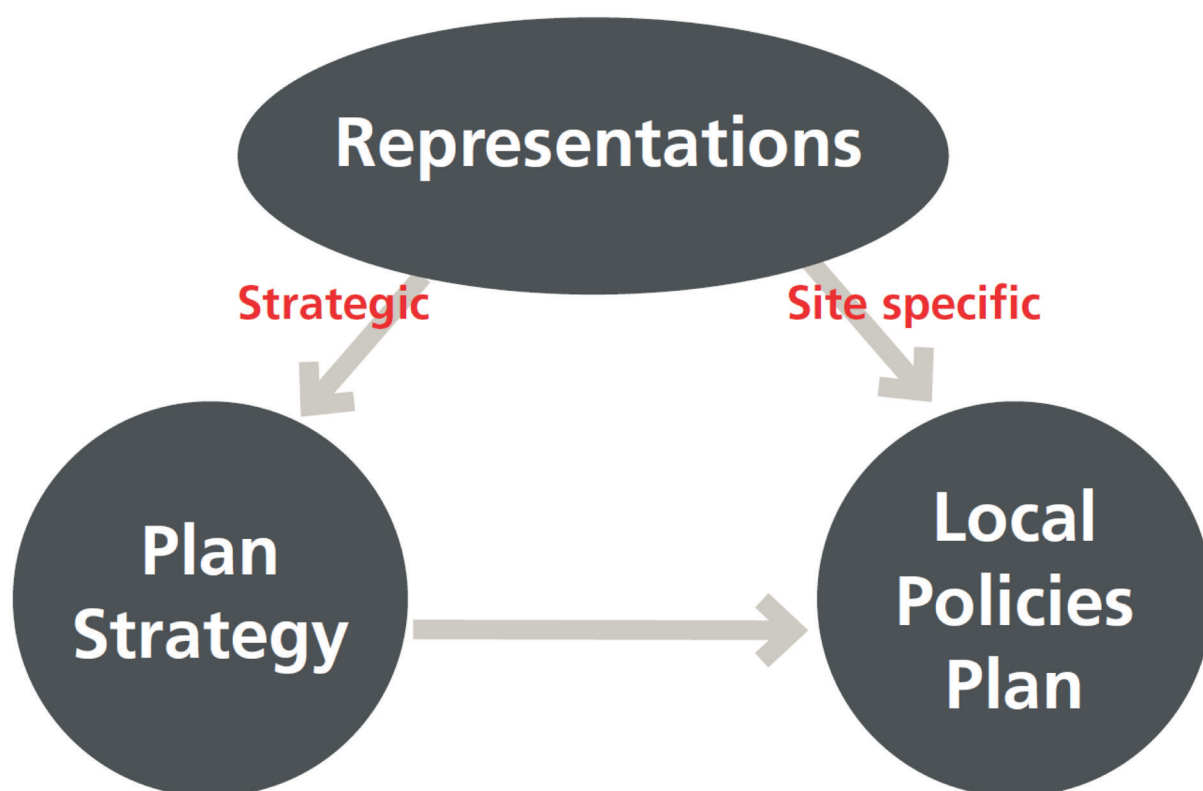 Representations
Strategic
Site specific
Plan
Strategy
Local
Policies
Plan